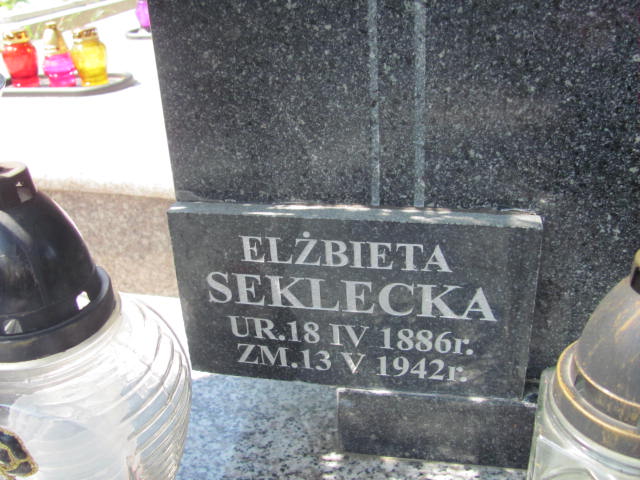 ELŻBIETA
SEKLECKA
UR.18 IV 1886r.
ZM.13 V 1942r.